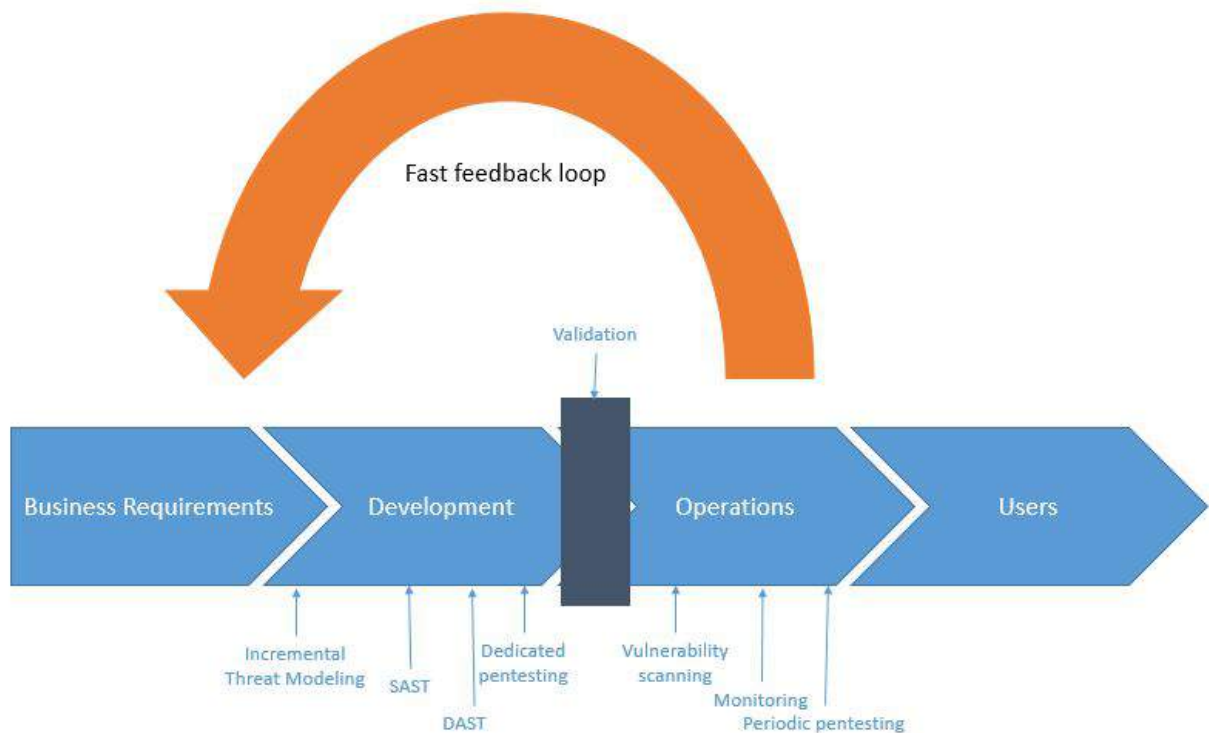 Fast feedback loop
Validation
Business Requirements
Development
Operations
Users
Incremental
Threat Modeling
SAST
DAST
Dedicated
pentesting
Vulnerability
scanning
Monitoring
Periodic pentesting